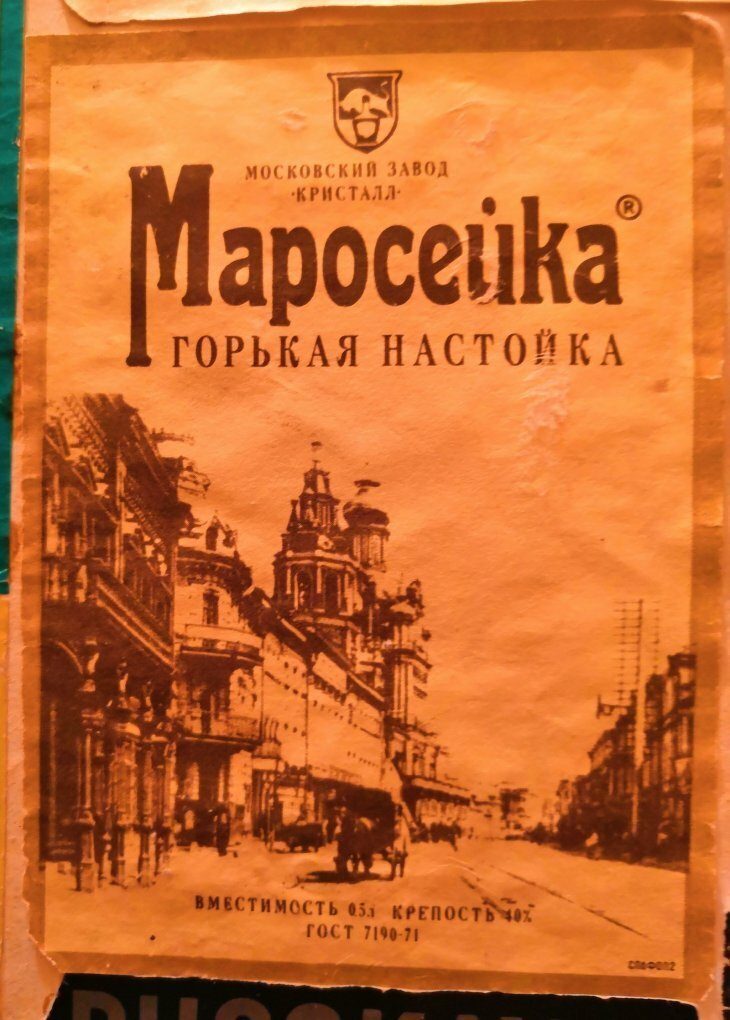 МОСКОВСКИЙ ЗАВОД
·КРИСТАЛЛ·
Маросейка®
ГОРЬКАЯ НАСТОЙКА
ВМЕСТИМОСТЬ 0.5л КРЕПОСТЬ 40%
ГОСТ 7190-71